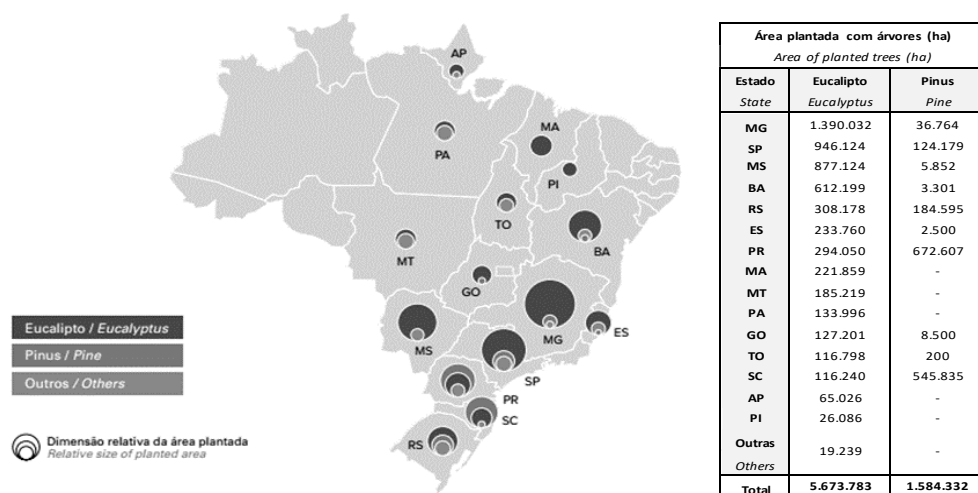 AP
MA
PA
PI
TO
BA
MT
GO
MG
ES
MS
SP
PR
SC
RS
Eucalipto / Eucalyptus
Pinus / Pine
Outros / Others
Dimensão relativa da área plantada
Relative size of planted area
Área plantada com árvores (ha)
Area of planted trees (ha)
Estado Eucalipto Pinus
State Eucalyptus Pine
MG 1.390.032 36.764
SP 946.124 124.179
MS 877.124 5.852
BA 612.199 3.301
RS 308.178 184.595
ES 233.760 2.500
PR 294.050 672.607
MA 221.859 -
MT 185.219 -
PA 133.996 -
GO 127.201 8.500
TO 116.798 200
SC 116.240 545.835
AP 65.026 -
PI 26.086 -
Outras
Others 19.239 -
Total 5.673.783 1.584.332